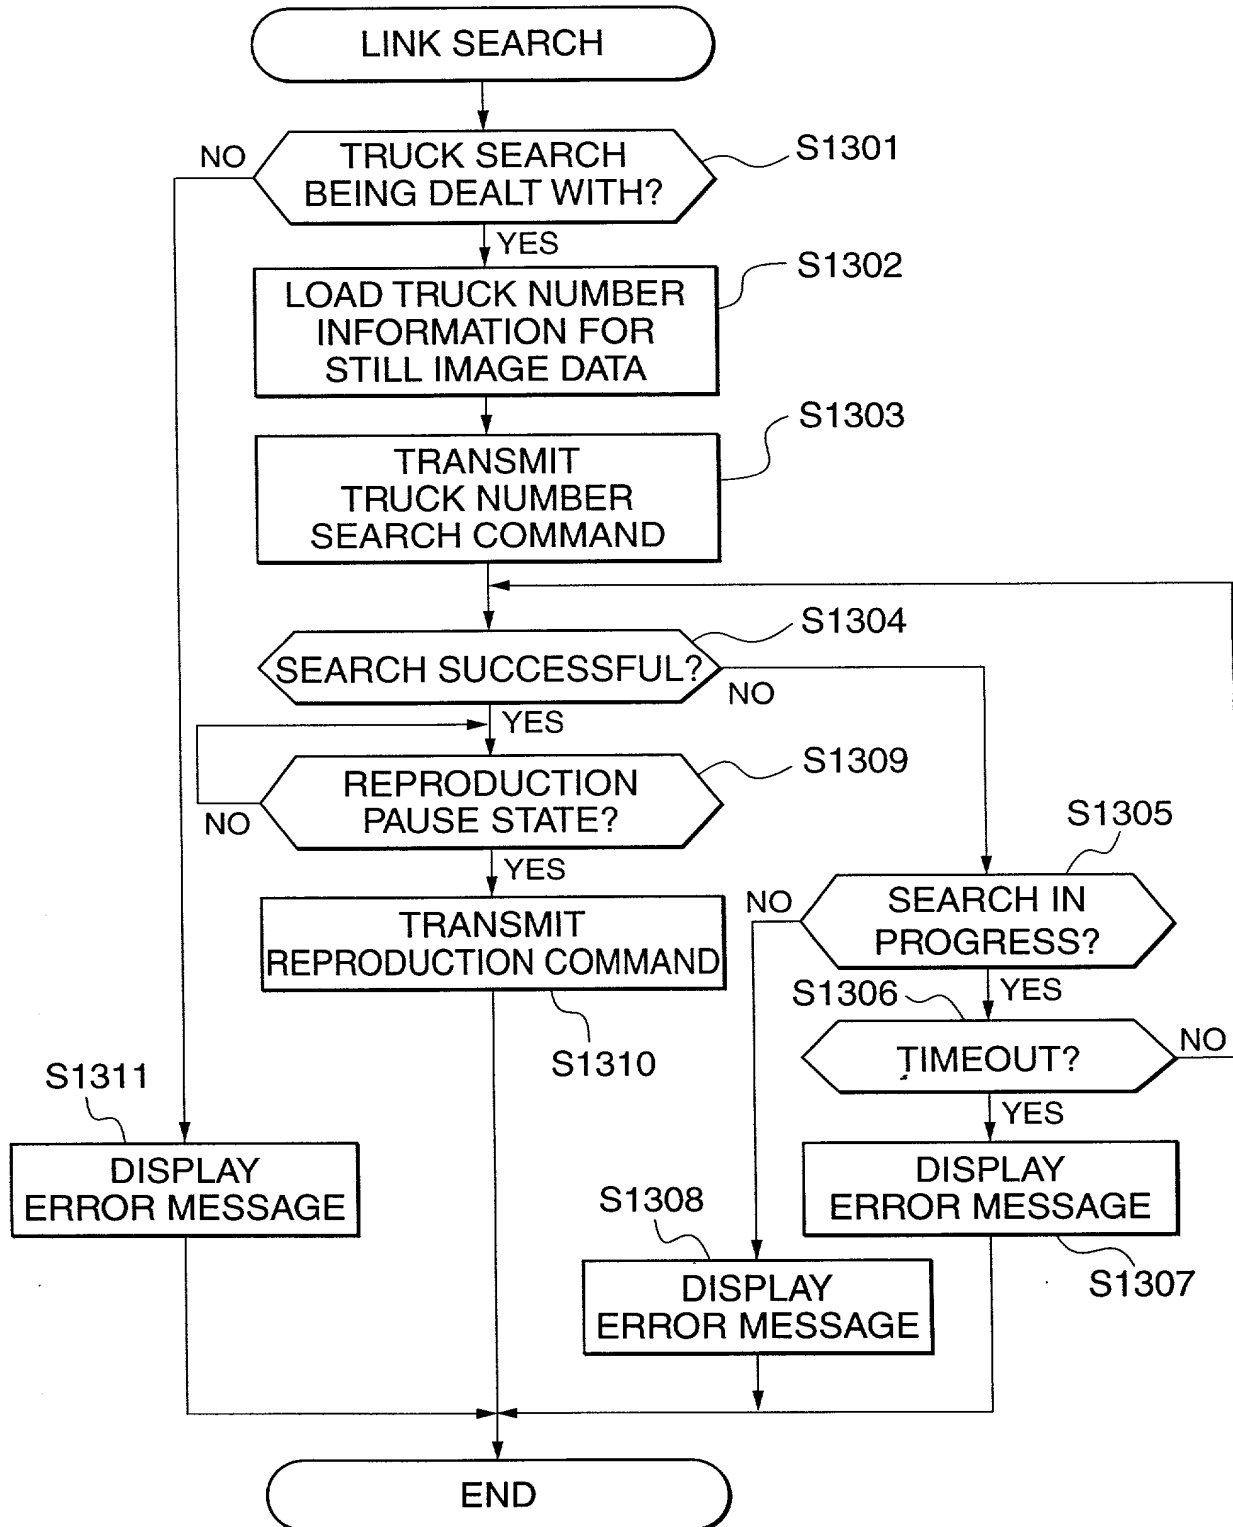 LINK SEARCH
NO
TRUCK SEARCH
BEING DEALT WITH?
S1301
YES
S1302
LOAD TRUCK NUMBER
INFORMATION FOR
STILL IMAGE DATA
S1303
TRANSMIT
TRUCK NUMBER
SEARCH COMMAND
S1304
SEARCH SUCCESSFUL?
NO
YES
S1309
REPRODUCTION
PAUSE STATE?
NO
YES
S1305
TRANSMIT
REPRODUCTION COMMAND
NO
SEARCH IN
PROGRESS?
S1306
YES
S1310
TIMEOUT?
NO
S1311
YES
DISPLAY
ERROR MESSAGE
DISPLAY
ERROR MESSAGE
S1308
S1307
DISPLAY
ERROR MESSAGE
END